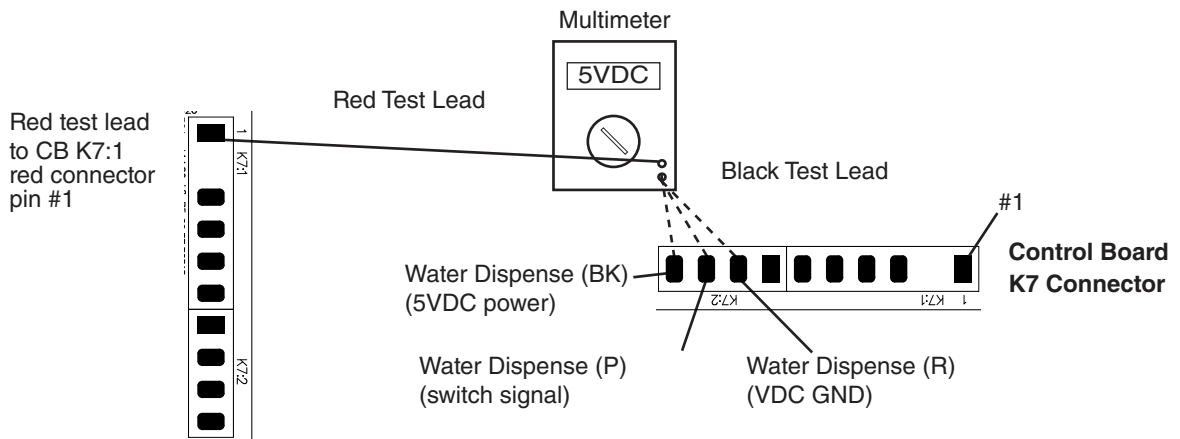 Multimeter
5VDC
Red Test Lead
Red test lead
to CB K7:1
red connector
pin #1
1
K7:1
K7:2
Black Test Lead
#1
Control Board
K7 Connector
K7:2
K7:1
1
Water Dispense (BK)
(5VDC power)
Water Dispense (P)
(switch signal)
Water Dispense (R)
(VDC GND)